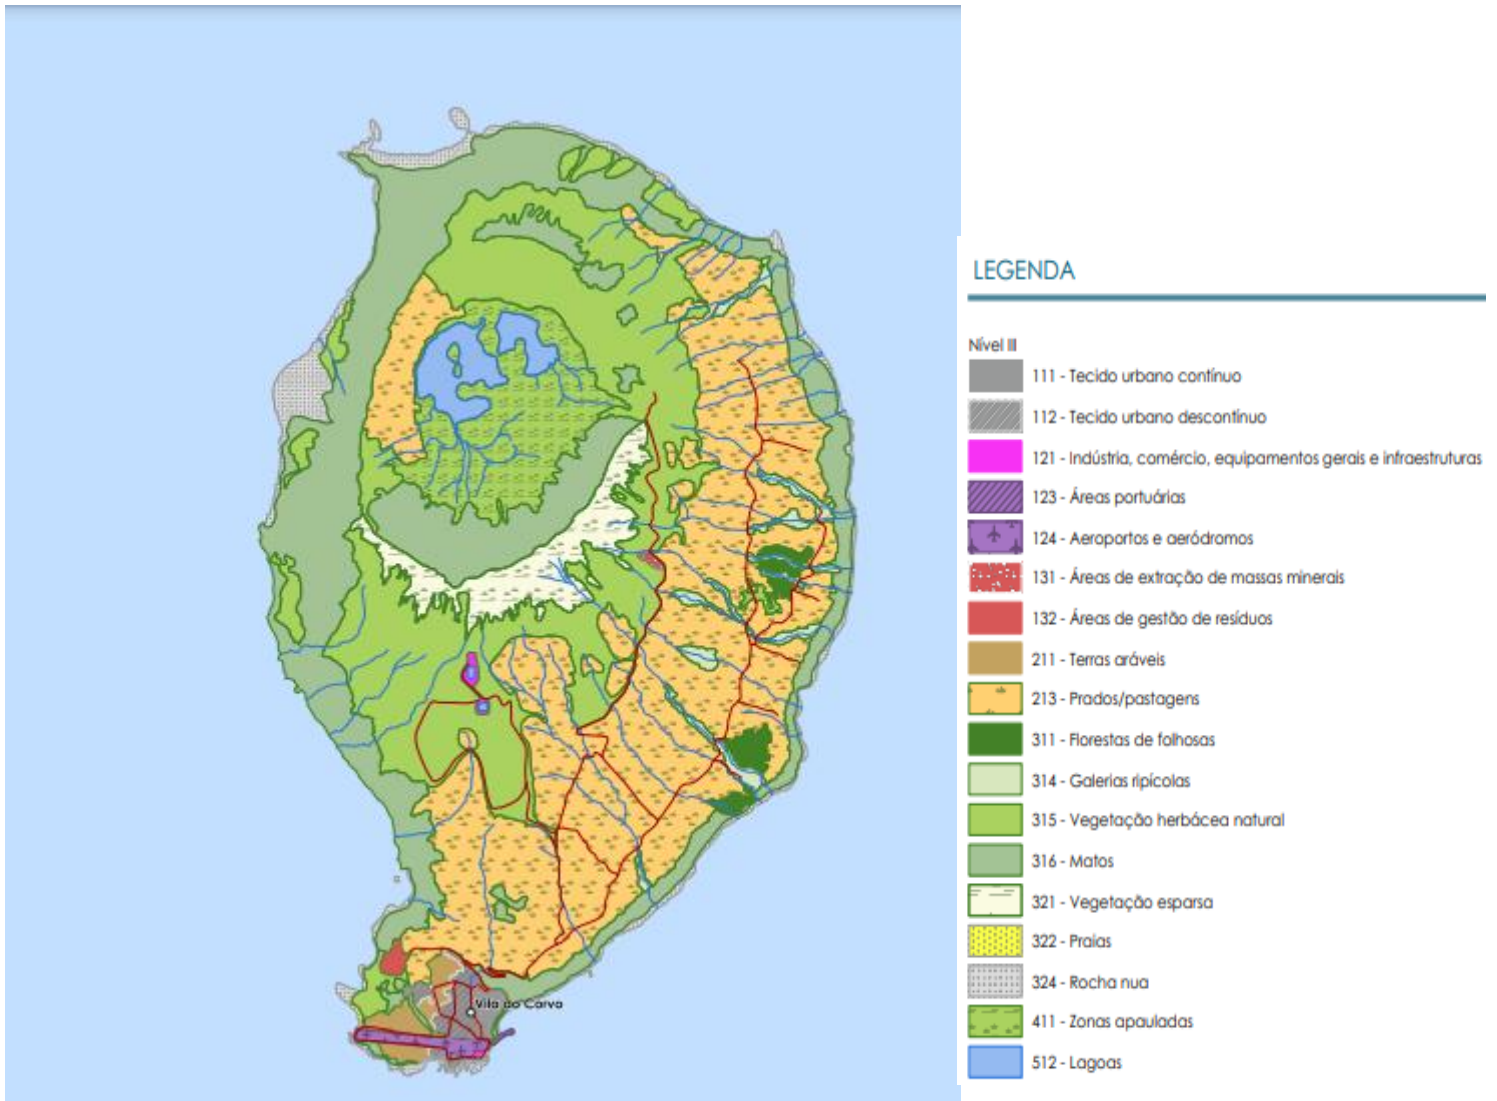 LEGENDA
Nível III
111 - Tecido urbano contínuo
112 - Tecido urbano descontínuo
121 - Indústria, comércio, equipamentos gerais e infraestruturas
123 - Áreas portuárias
124 - Aeroportos e aeródromos
131 - Áreas de extração de massas minerais
132 - Áreas de gestão de resíduos
211 - Terras aráveis
213 - Prados/pastagens
311 - Florestas de folhosas
314 - Galerias ripícolas
315 - Vegetação herbácea natural
316 - Matos
321 - Vegetação esparsa
322 - Praias
324 - Rocha nua
411 - Zonas apauladas
512 - Lagoas
Vila do Corvo